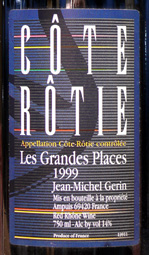 CÔTE
RÔTIE
Appellation Côte-Rôtie contrôlée
Les Grandes Places
1999
Jean-Michel Gerin
Mis en bouteille à la propriété
Ampuis 69420 France
Red Rhône Wine
750 ml - Alc by vol 14%
Product of France